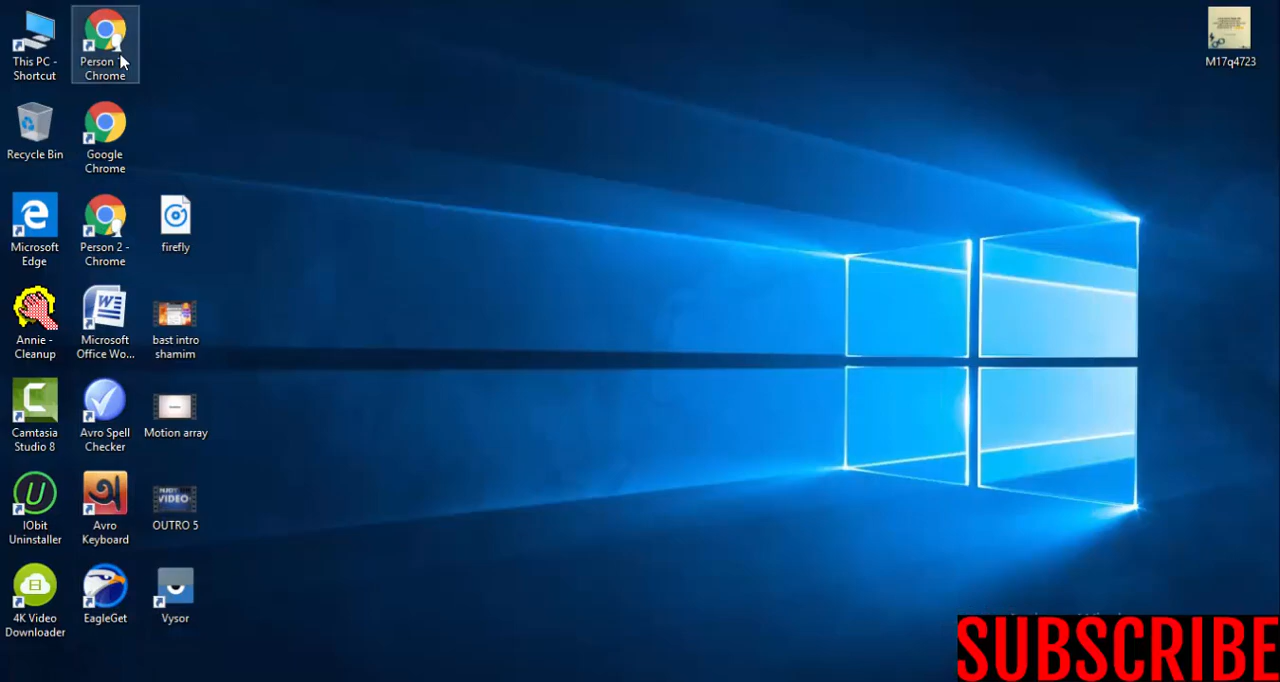 This PC -
Shortcut
Person 1 -
Chrome
M17q4723
Recycle Bin
Google
Chrome
Microsoft
Edge
Person 2 -
Chrome
firefly
Annie -
Cleanup
Microsoft
Office Wo...
bast intro
shamim
Camtasia
Studio 8
Avro Spell
Checker
Motion array
IObit
Uninstaller
Avro
Keyboard
OUTRO 5
4K Video
Downloader
EagleGet
Vysor
SUBSCRIBE